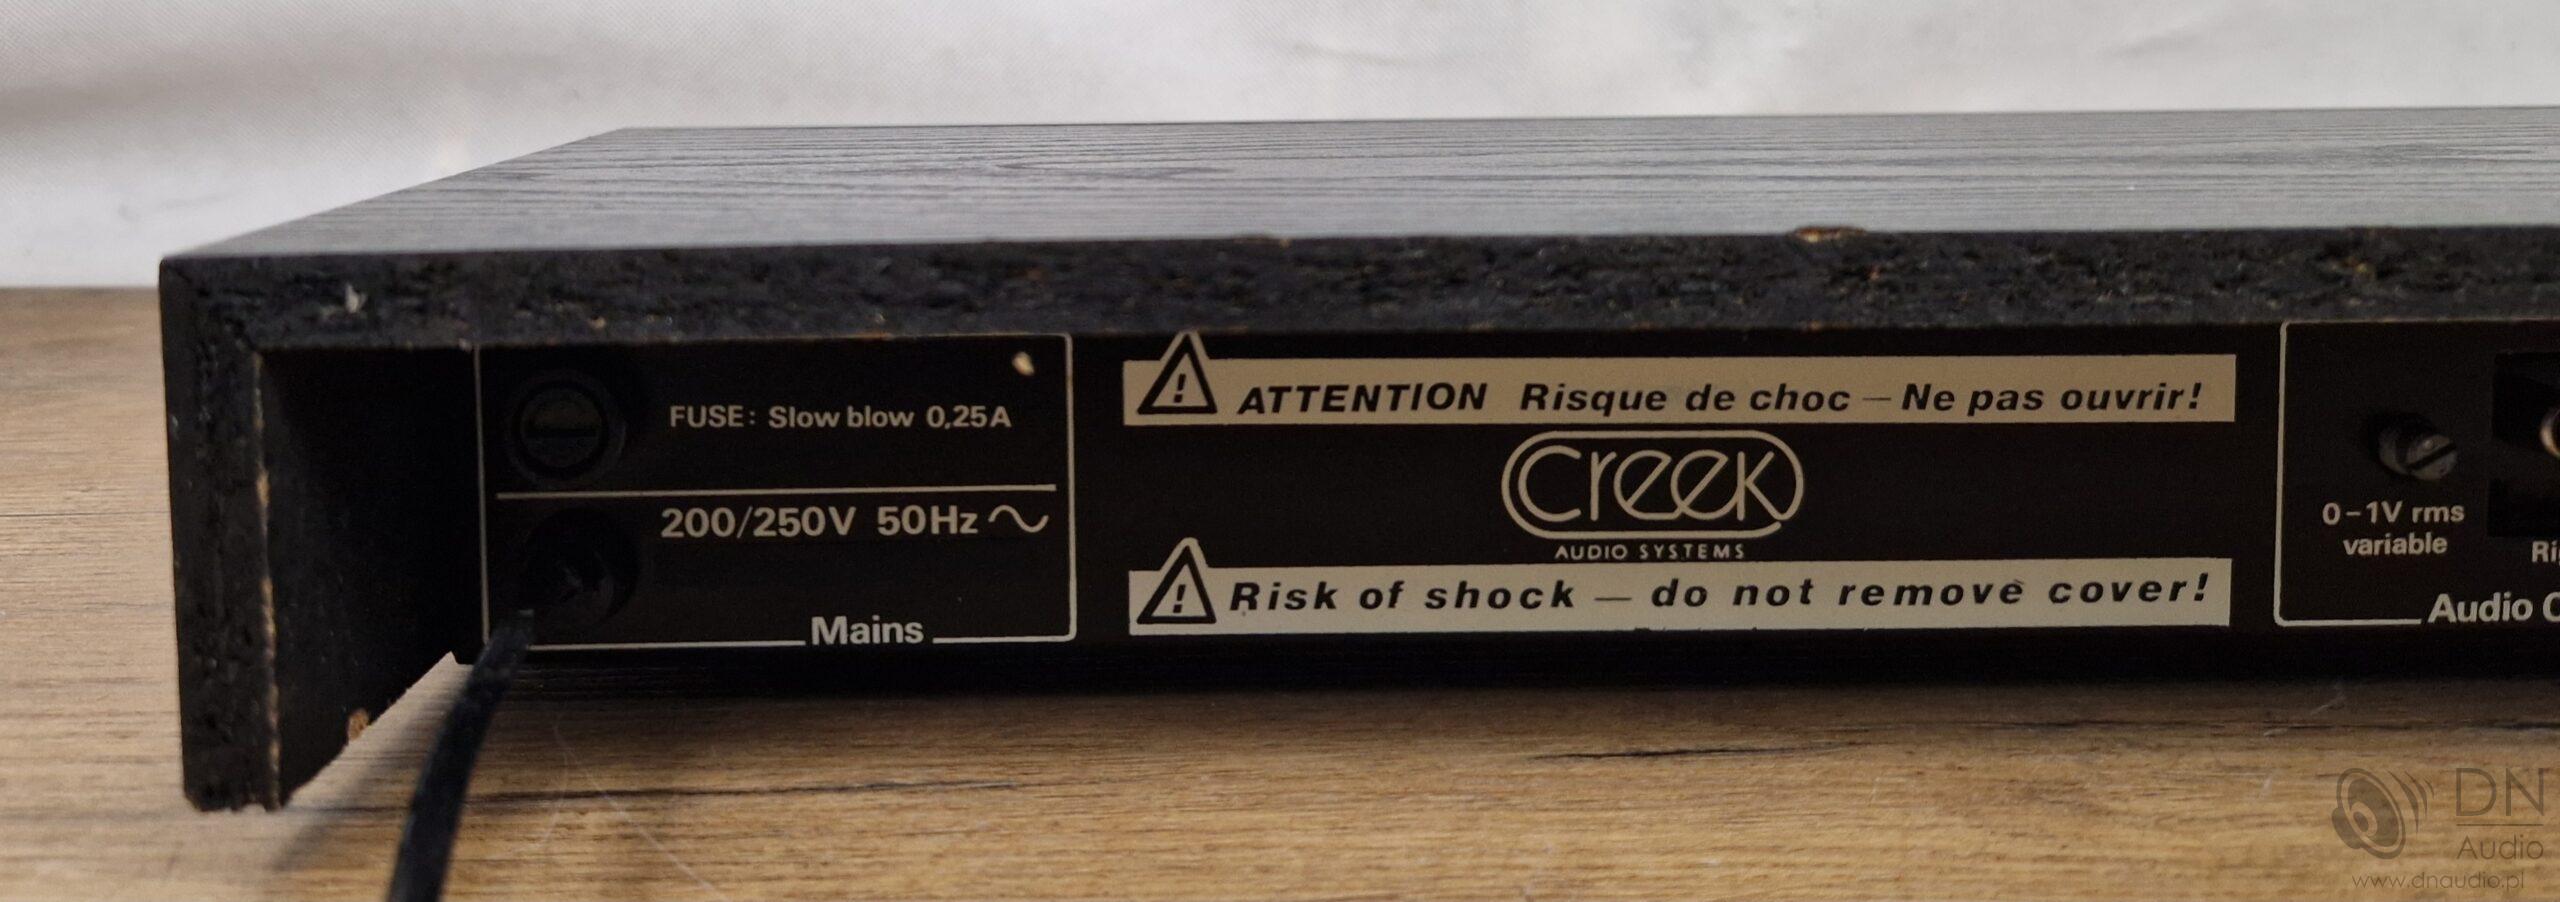 FUSE: Slow blow 0,25A
200/250V 50Hz
Mains
ATTENTION Risque de choc — Ne pas ouvrir!
creek
AUDIO SYSTEMS
Risk of shock — do not remove cover!
0-1V rms
variable
Audio
DN
Audio
www.dnaudio.pl